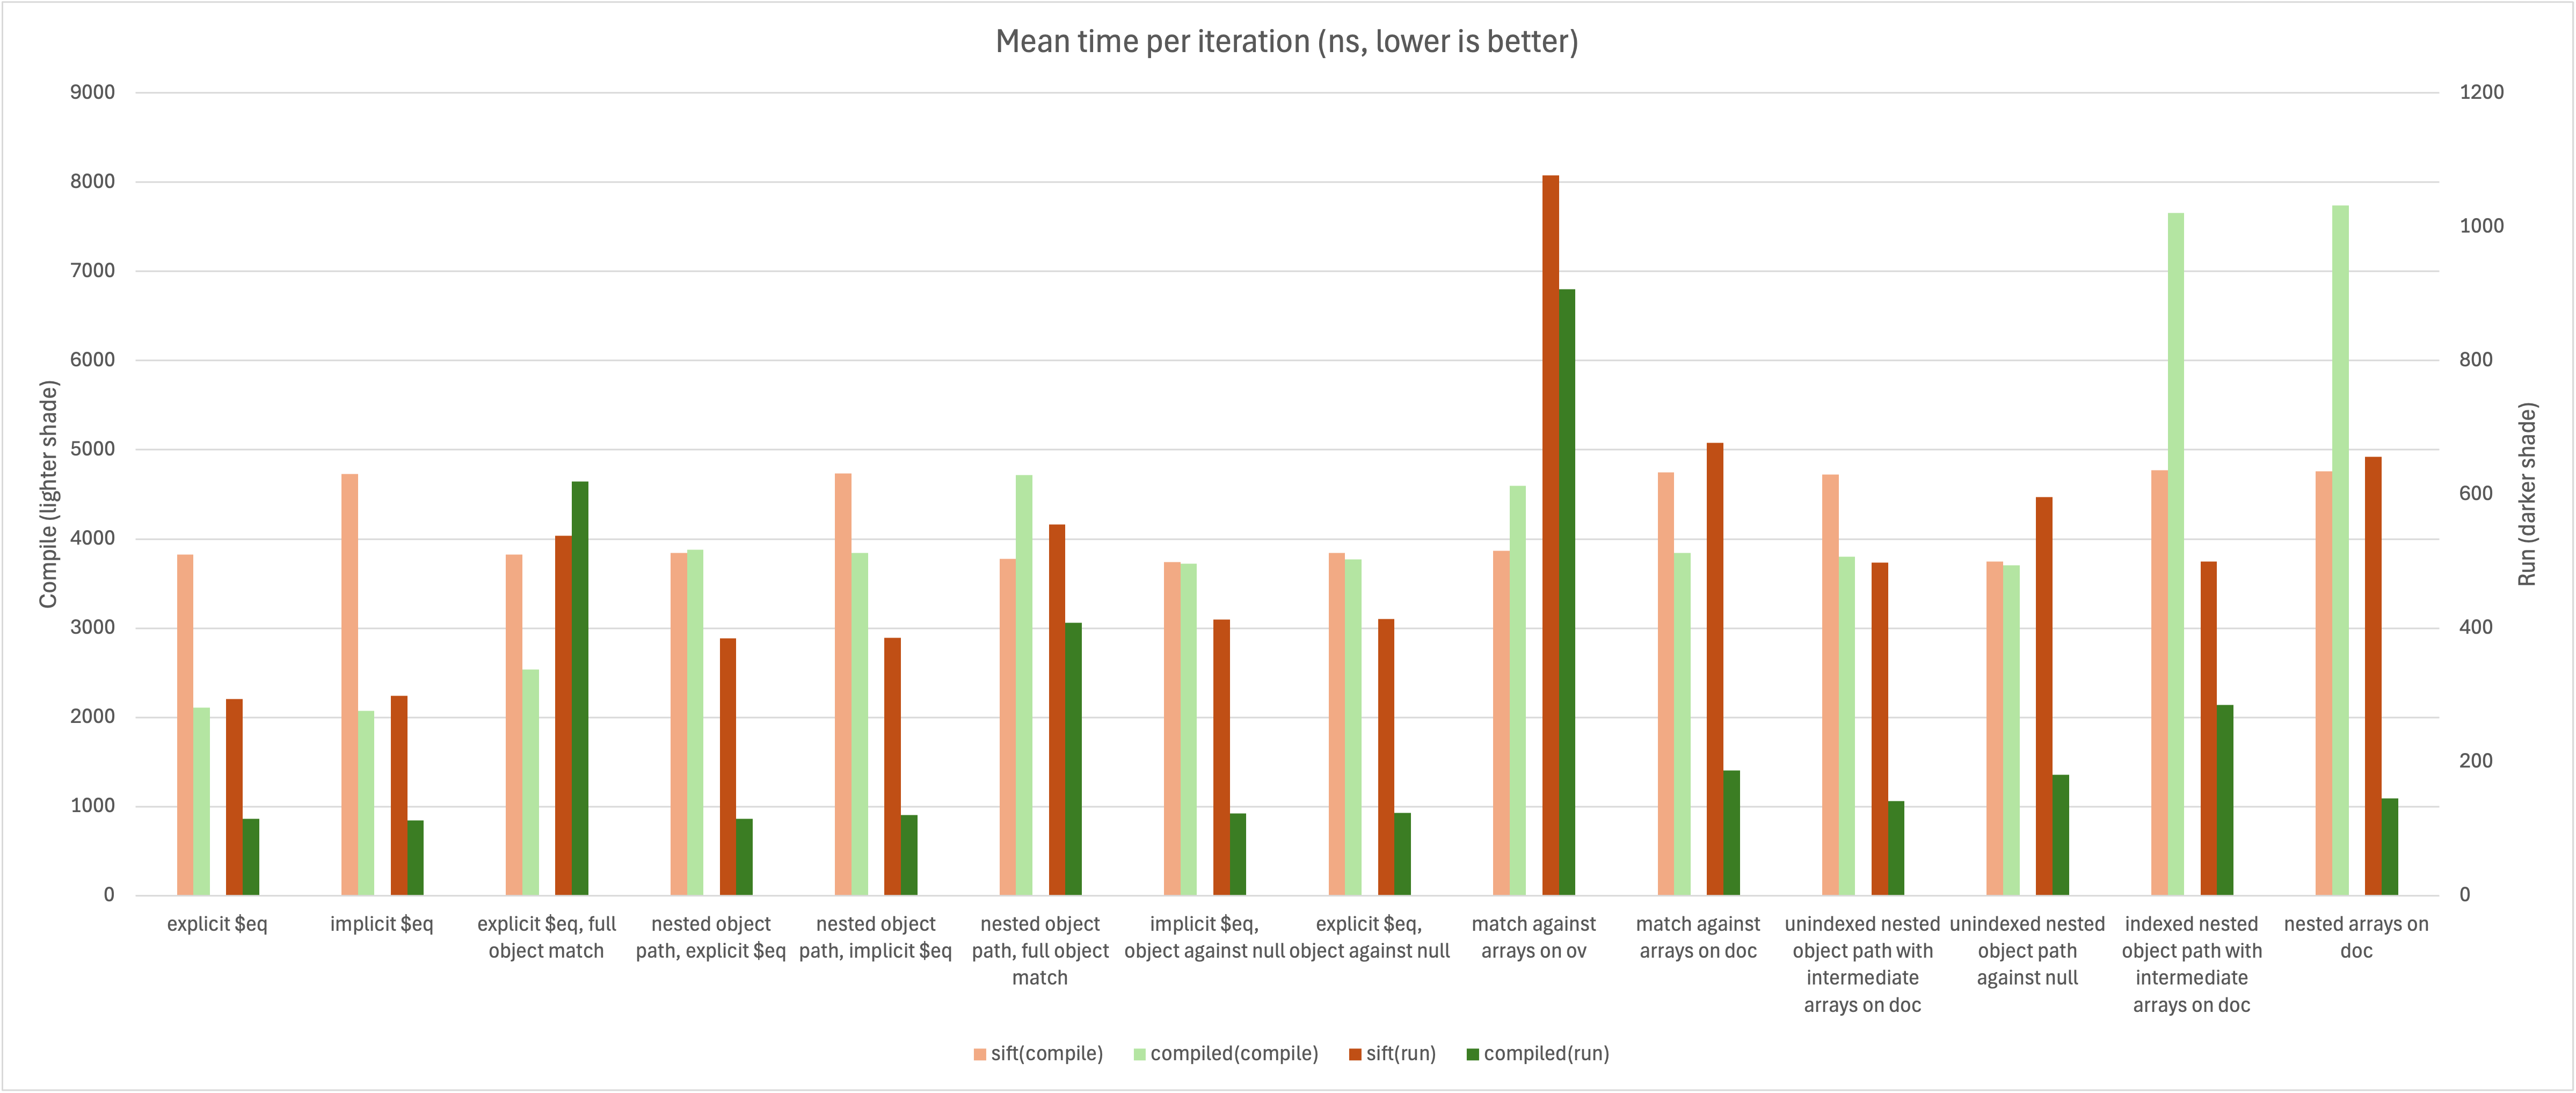 Mean time per iteration (ns, lower is better)
9000
8000
7000
6000
5000
4000
3000
2000
1000
0
Compile (lighter shade)
1200
1000
800
600
400
200
0
Run (darker shade)
explicit $eq
implicit $eq
explicit $eq, full
object match
nested object
path, explicit $eq
nested object
path, implicit $eq
nested object
path, full object
match
implicit $eq,
object against null
explicit $eq,
object against null
match against
arrays on ov
match against
arrays on doc
unindexed nested
object path with
intermediate
arrays on doc
unindexed nested
object path
against null
indexed nested
object path with
intermediate
arrays on doc
nested arrays on
doc
sift(compile)
compiled(compile)
sift(run)
compiled(run)